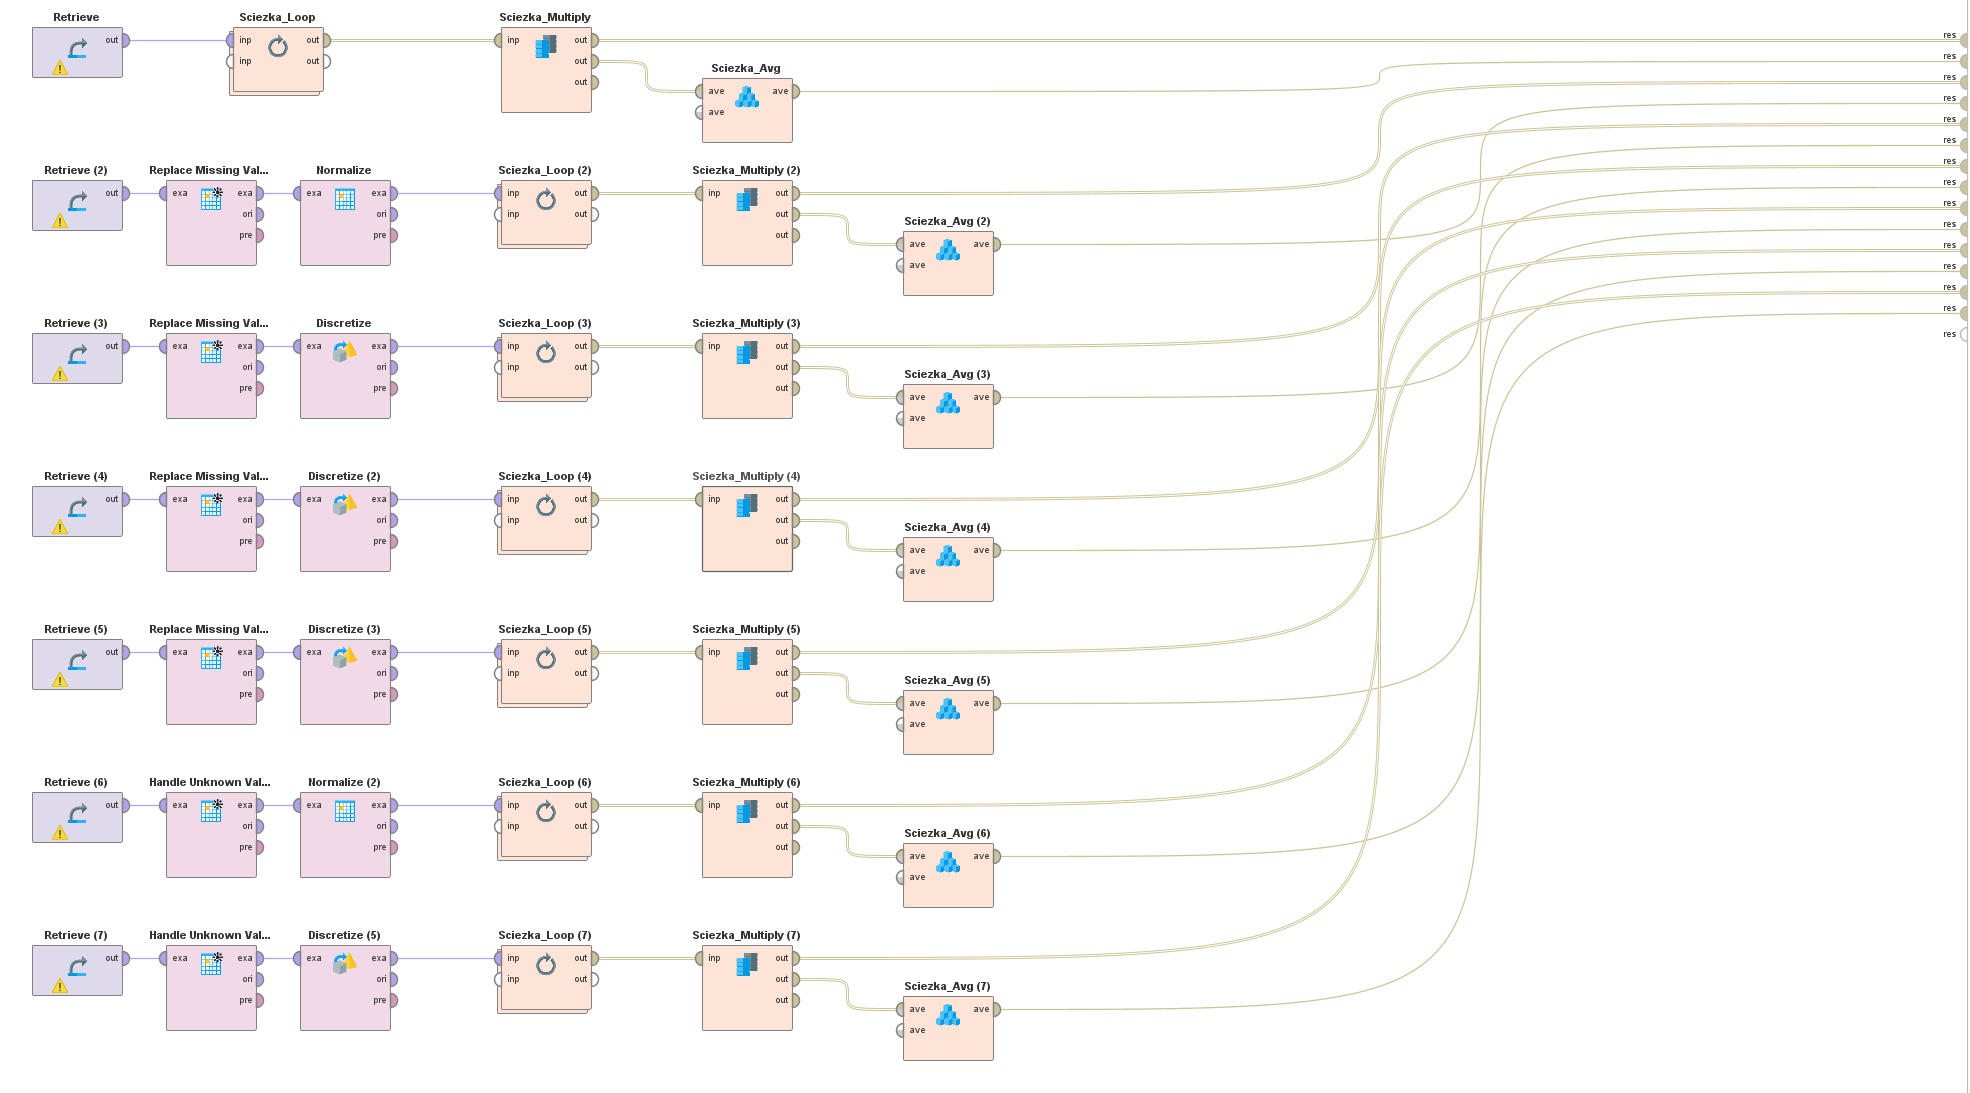 Retrieve Sciezka_Loop Sciezka_Multiply
out inp out inp out res
inp out out res
out
Sciezka_Avg
ave ave res
ave res
res
res
Retrieve (2) Replace Missing Val... Normalize Sciezka_Loop (2) Sciezka_Multiply (2)
out exa exa exa exa inp out inp out res
ori ori inp out out res
pre pre out
Sciezka_Avg (2) res
ave ave res
ave res
res
res
res
Retrieve (3) Replace Missing Val... Discretize Sciezka_Loop (3) Sciezka_Multiply (3)
out exa exa exa exa inp out inp out res
ori ori inp out out
pre pre out
Sciezka_Avg (3)
ave ave
ave
Retrieve (4) Replace Missing Val... Discretize (2) Sciezka_Loop (4) Sciezka_Multiply (4)
out exa exa exa exa inp out inp out
ori ori inp out out
pre pre out
Sciezka_Avg (4)
ave ave
ave
Retrieve (5) Replace Missing Val... Discretize (3) Sciezka_Loop (5) Sciezka_Multiply (5)
out exa exa exa exa inp out inp out
ori ori inp out out
pre pre out
Sciezka_Avg (5)
ave ave
ave
Retrieve (6) Handle Unknown Val... Normalize (2) Sciezka_Loop (6) Sciezka_Multiply (6)
out exa exa exa exa inp out inp out
ori ori inp out out
pre pre out
Sciezka_Avg (6)
ave ave
ave
Retrieve (7) Handle Unknown Val... Discretize (5) Sciezka_Loop (7) Sciezka_Multiply (7)
out exa exa exa exa inp out inp out
ori ori inp out out
pre pre out
Sciezka_Avg (7)
ave ave
ave